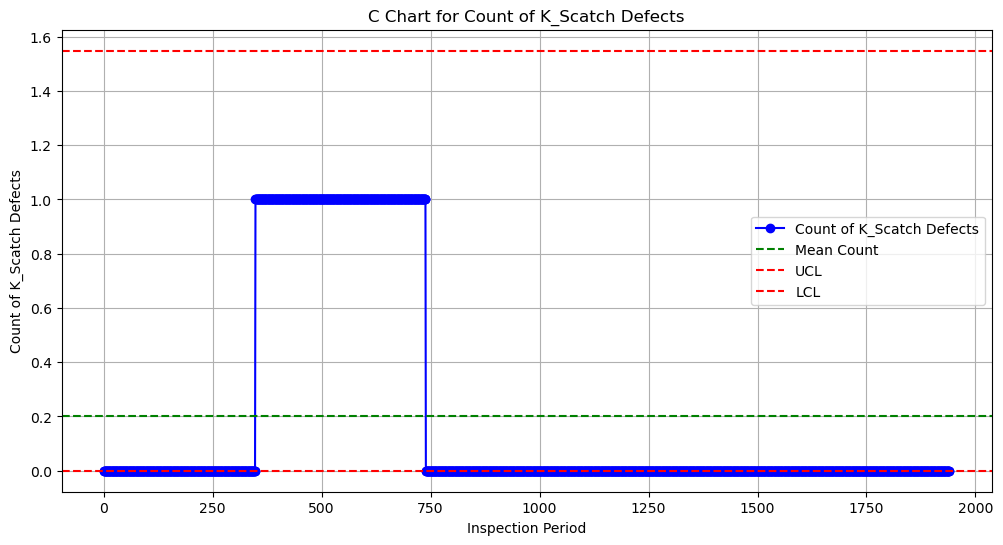 C Chart for Count of K_Scatch Defects
1.6
1.4
1.2
1.0
0.8
0.6
0.4
0.2
0.0
Count of K_Scatch Defects
Count of K_Scatch Defects
Mean Count
UCL
LCL
0
250
500
750
1000
1250
1500
1750
2000
Inspection Period